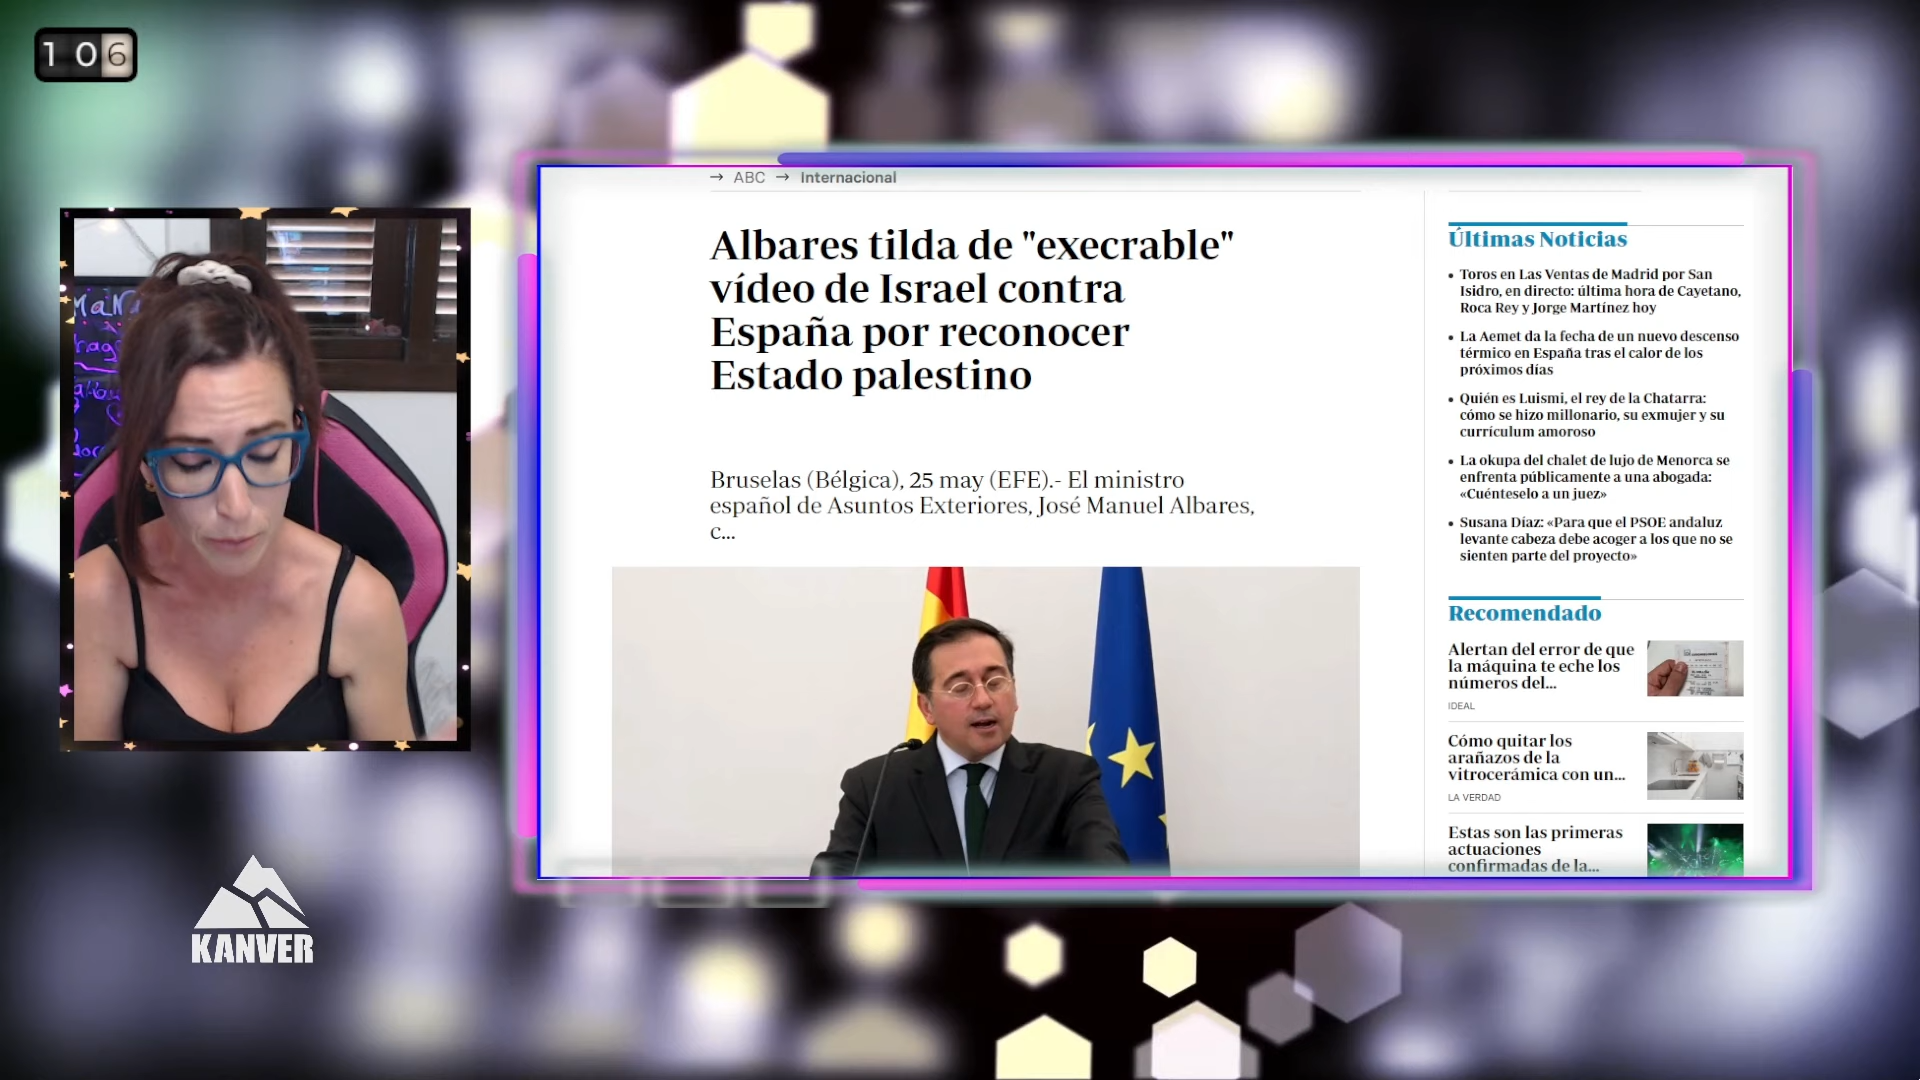 106
→ ABC → Internacional
Albares tilda de "execrable"
vídeo de Israel contra
España por reconocer
Estado palestino
Bruselas (Bélgica), 25 may (EFE).- El ministro
español de Asuntos Exteriores, José Manuel Albares,
c...
Últimas Noticias
Toros en Las Ventas de Madrid por San
Isidro, en directo: última hora de Cayetano,
Roca Rey y Jorge Martínez hoy
La Aemet da la fecha de un nuevo descenso
térmico en España tras el calor de los
próximos días
Quién es Luismi, el rey de la Chatarra:
cómo se hizo millonario, su exmujer y su
currículum amoroso
La okupa del chalet de lujo de Menorca se
enfrenta públicamente a una abogada:
«Cuénteselo a un juez»
Susana Díaz: «Para que el PSOE andaluz
levante cabeza debe acoger a los que no se
sienten parte del proyecto»
Recomendado
Alertan del error de que
la máquina te eche los
números del...
IDEAL
Cómo quitar los
arañazos de la
vitrocerámica con un...
LA VERDAD
Estas son las primeras
actuaciones
confirmadas de la...
KANVER